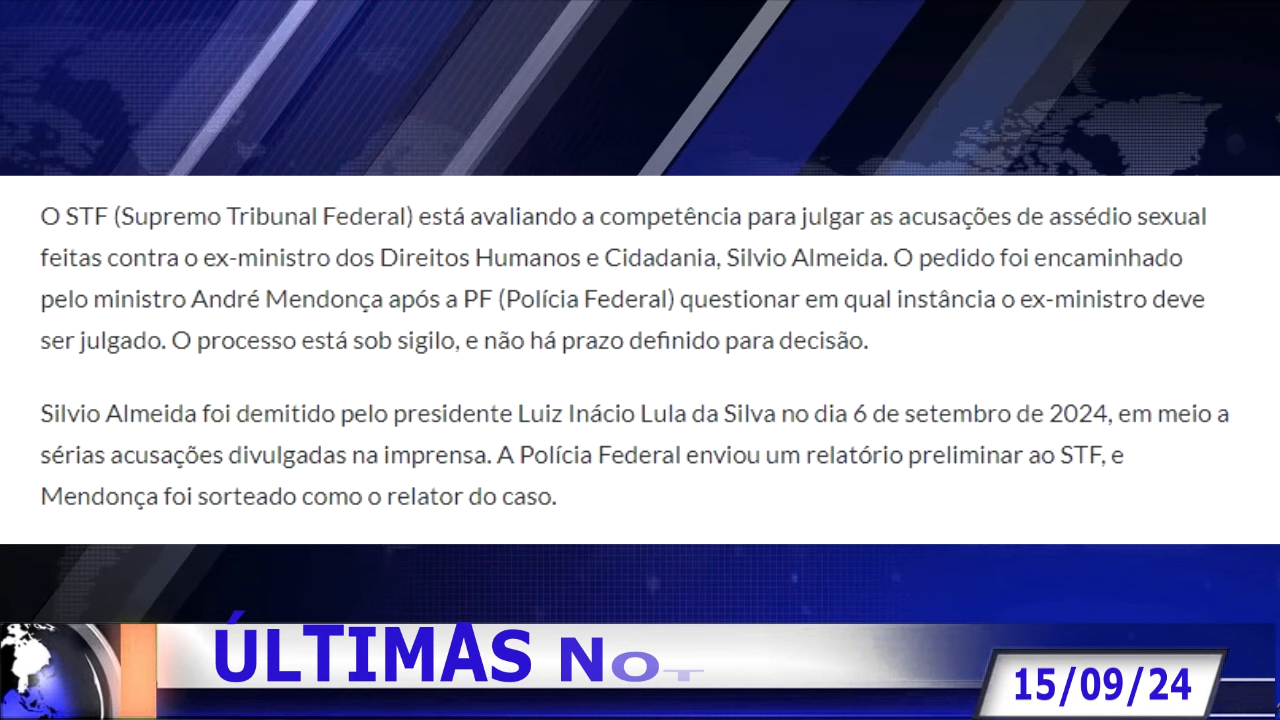 O STF (Supremo Tribunal Federal) está avaliando a competência para julgar as acusações de assédio sexual
feitas contra o ex-ministro dos Direitos Humanos e Cidadania, Silvio Almeida. O pedido foi encaminhado
pelo ministro André Mendonça após a PF (Polícia Federal) questionar em qual instância o ex-ministro deve
ser julgado. O processo está sob sigilo, e não há prazo definido para decisão.
Silvio Almeida foi demitido pelo presidente Luiz Inácio Lula da Silva no dia 6 de setembro de 2024, em meio a
sérias acusações divulgadas na imprensa. A Polícia Federal enviou um relatório preliminar ao STF, e
Mendonça foi sorteado como o relator do caso.
ÚLTIMAS NOT
15/09/24